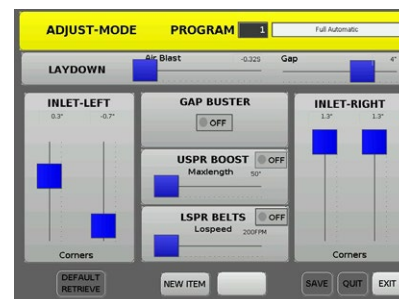 ADJUST-MODE PROGRAM 1 Full Automatic
LAYDOWN Air Blast -0.32S Gap 4"
INLET-LEFT
0.3" -0.7"
Corners
GAP BUSTER
OFF
USPR BOOST OFF
Maxlength 50"
LSPR BELTS OFF
Lospeed 200FPM
INLET-RIGHT
1.3" 1.3"
Corners
DEFAULT
RETRIEVE
NEW ITEM
SAVE QUIT EXIT